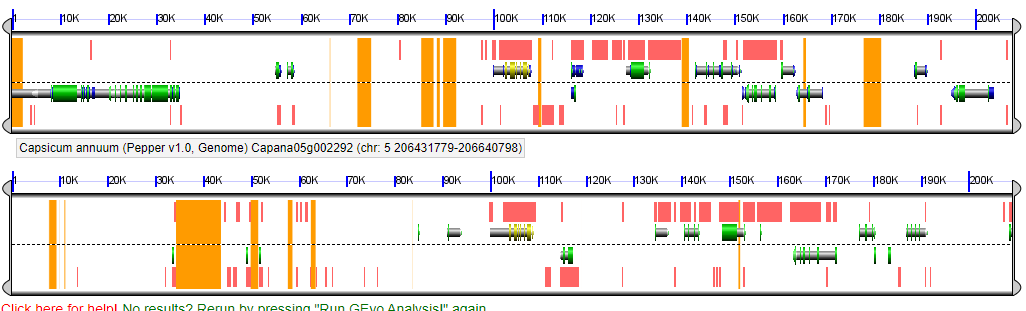 1 10K 20K 30K 40K 50K 60K 70K 80K 90K 100K 110K 120K 130K 140K 150K 160K 170K 180K 190K 200K
Capsicum annuum (Pepper v1.0, Genome) Capana05g002292 (chr: 5 206431779-206640798)
1 10K 20K 30K 40K 50K 60K 70K 80K 90K 100K 110K 120K 130K 140K 150K 160K 170K 180K 190K 200K
Click here for help! No results? Rerun by pressing "Run GEvo Analysis!" again